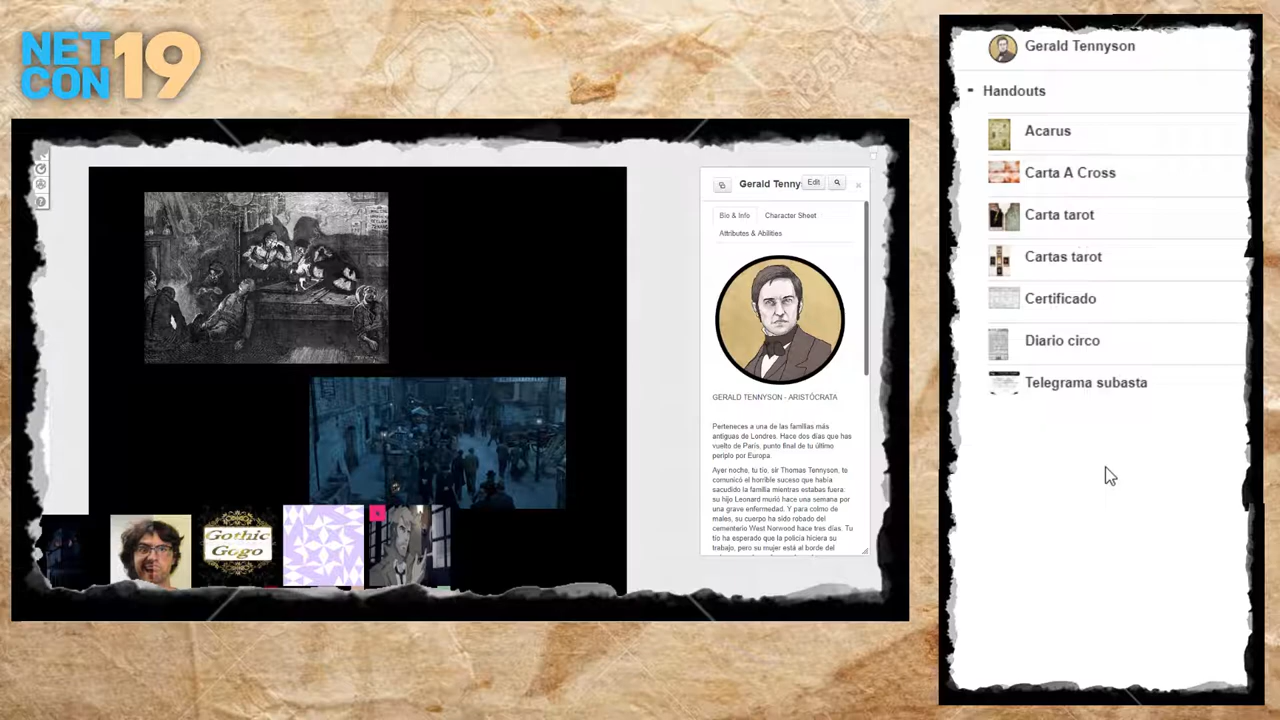 NET
CON 19
Gerald Tenny
Edit
Bio & Info
Character Sheet
Attributes & Abilities
GERALD TENNYSON - ARISTÓCRATA
Perteneces a una de las familias más
antiguas de Londres. Hace dos días que has
vuelto de París, punto final de tu último
periplo por Europa.
Ayer noche, tu tío, sir Thomas Tennyson, te
comunicó el horrible suceso que había
sacudido la familia mientras estabas fuera:
su hijo Leonard murió hace una semana por
una grave enfermedad. Y para colmo de
males, su cuerpo ha sido robado del
cementerio West Norwood hace tres días. Tu
tío ha esperado que la policía hiciera su
trabajo, pero su mujer está al borde del
Gothic
Gogo
Gerald Tennyson
Handouts
Acarus
Carta A Cross
Carta tarot
Cartas tarot
Certificado
Diario circo
Telegrama subasta